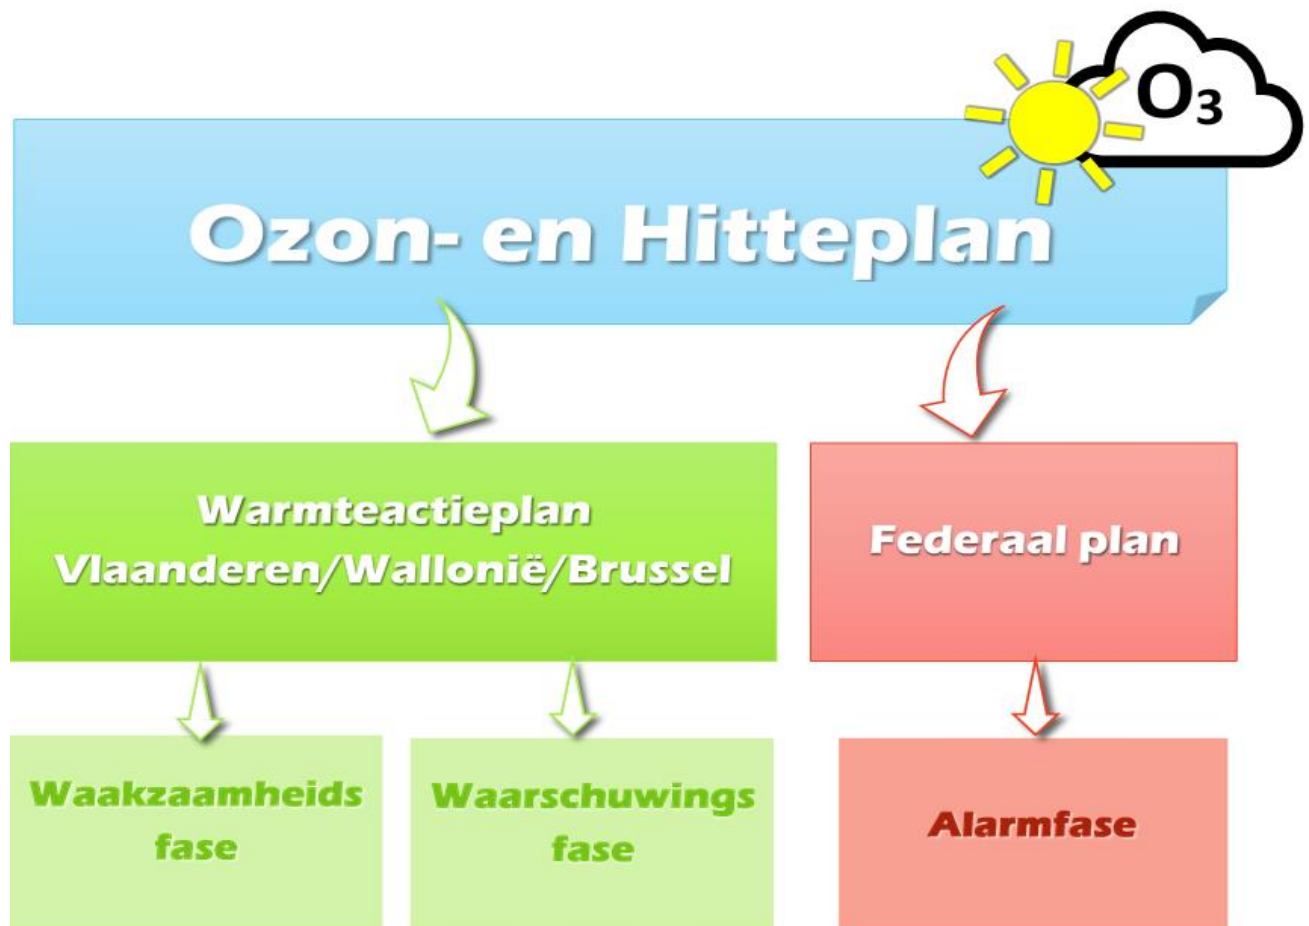 O₃
Ozon- en Hitteplan
Warmteactieplan
Vlaanderen/Wallonië/Brussel
Federaal plan
Waakzaamheids
fase
Waarschuwings
fase
Alarmfase